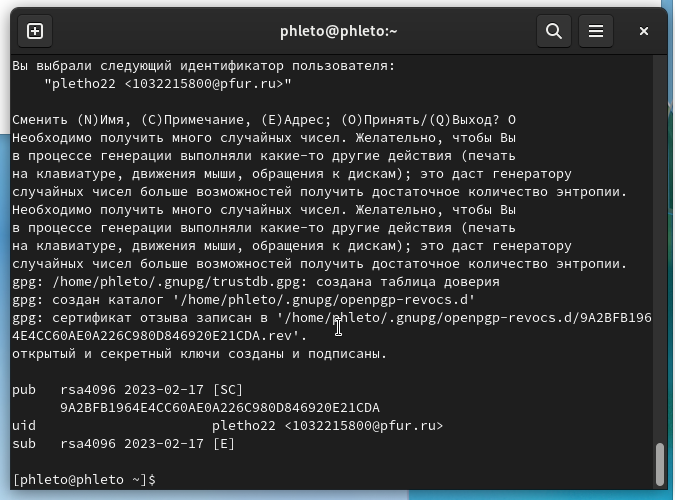 phleto@phleto:~
Вы выбрали следующий идентификатор пользователя:
"pletho22 <1032215800@pfur.ru>"
Сменить (N)Имя, (C)Примечание, (E)Адрес; (O)Принять/(Q)Выход? O
Необходимо получить много случайных чисел. Желательно, чтобы Вы
в процессе генерации выполняли какие-то другие действия (печать
на клавиатуре, движения мыши, обращения к дискам); это даст генератору
случайных чисел больше возможностей получить достаточное количество энтропии.
Необходимо получить много случайных чисел. Желательно, чтобы Вы
в процессе генерации выполняли какие-то другие действия (печать
на клавиатуре, движения мыши, обращения к дискам); это даст генератору
случайных чисел больше возможностей получить достаточное количество энтропии.
gpg: /home/phleto/.gnupg/trustdb.gpg: создана таблица доверия
gpg: создан каталог '/home/phleto/.gnupg/openpgp-revocs.d'
gpg: сертификат отзыва записан в '/home/phleto/.gnupg/openpgp-revocs.d/9A2BFB196
4E4CC60AE0A226C980D846920E21CDA.rev'.
открытый и секретный ключи созданы и подписаны.
pub   rsa4096 2023-02-17 [SC]
9A2BFB1964E4CC60AE0A226C980D846920E21CDA
uid                      pletho22 <1032215800@pfur.ru>
sub   rsa4096 2023-02-17 [E]
[phleto@phleto ~]$